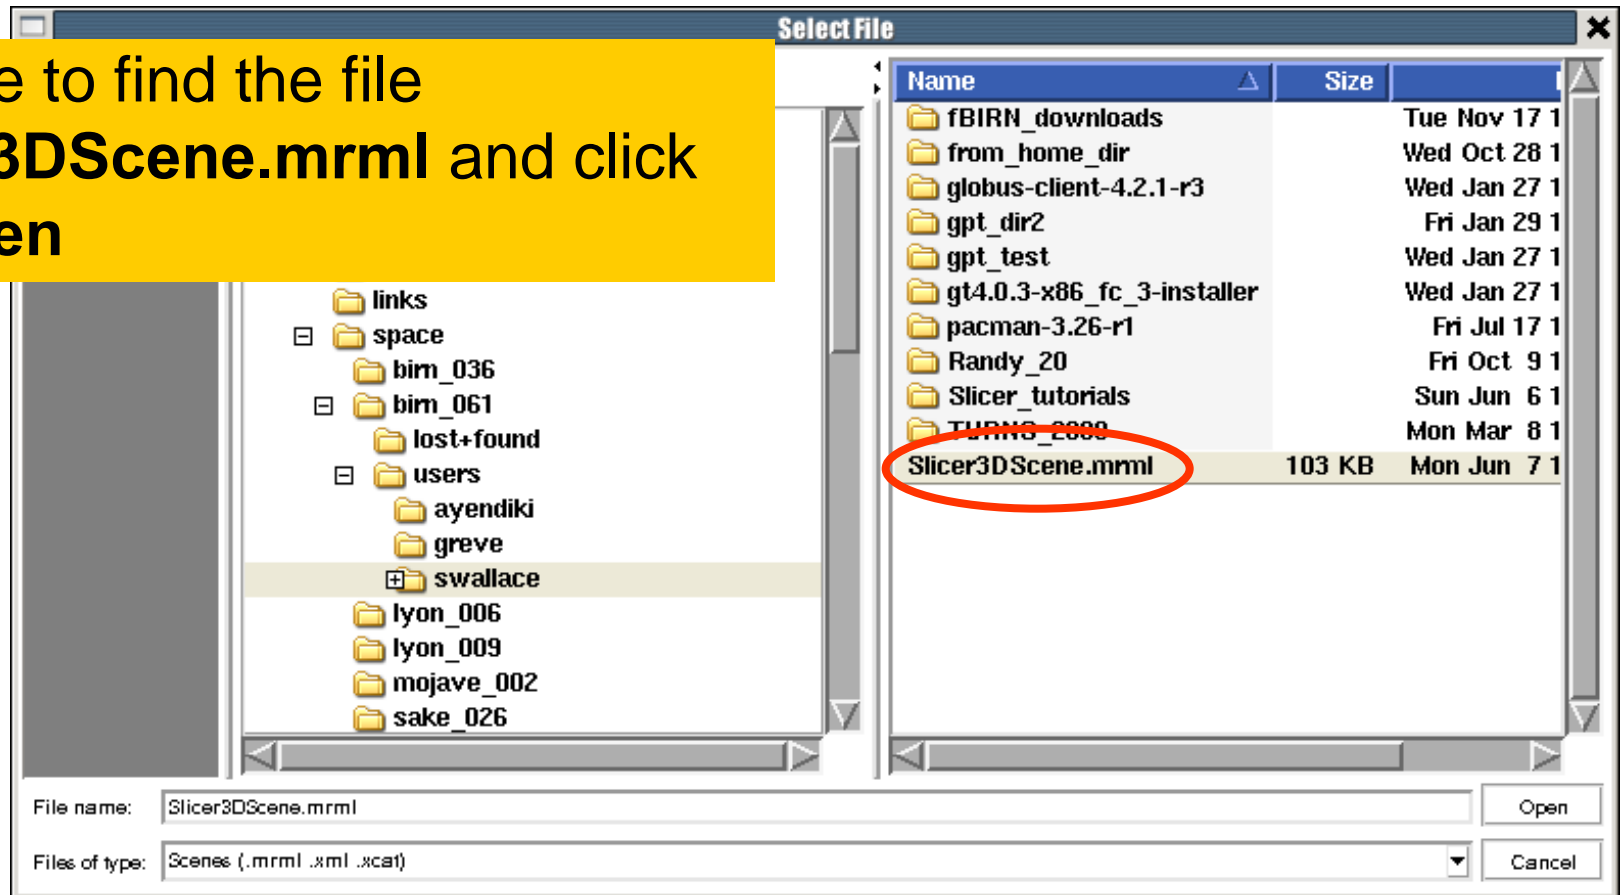 Select File
e to find the file
3DScene.mrml and click
en
links
space
birn_036
birn_061
lost+found
users
ayendiki
greve
swallace
lyon_006
lyon_009
mojave_002
sake_026
Name Size
fBIRN_downloads Tue Nov 17 1
from_home_dir Wed Oct 28 1
globus-client-4.2.1-r3 Wed Jan 27 1
gpt_dir2 Fri Jan 29 1
gpt_test Wed Jan 27 1
gt4.0.3-x86_fc_3-installer Wed Jan 27 1
pacman-3.26-r1 Fri Jul 17 1
Randy_20 Fri Oct 9 1
Slicer_tutorials Sun Jun 6 1
Mon Mar 8 1
Slicer3DScene.mrml 103 KB Mon Jun 7 1
File name: Slicer3DScene.mrml Open
Files of type: Scenes (.mrml .xml .xcat) Cancel